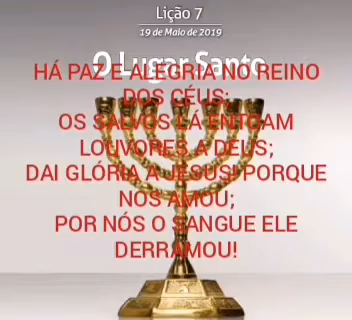 Lição 7
19 de Maio de 2019
O Lugar Santo
HÁ PAZ E ALEGRIA NO REINO
DOS CÉUS;
OS SALVOS LÁ ENTOAM
LOUVORES A DEUS;
DAI GLÓRIA A JESUS! PORQUE
NOS AMOU;
POR NÓS O SANGUE ELE
DERRAMOU!